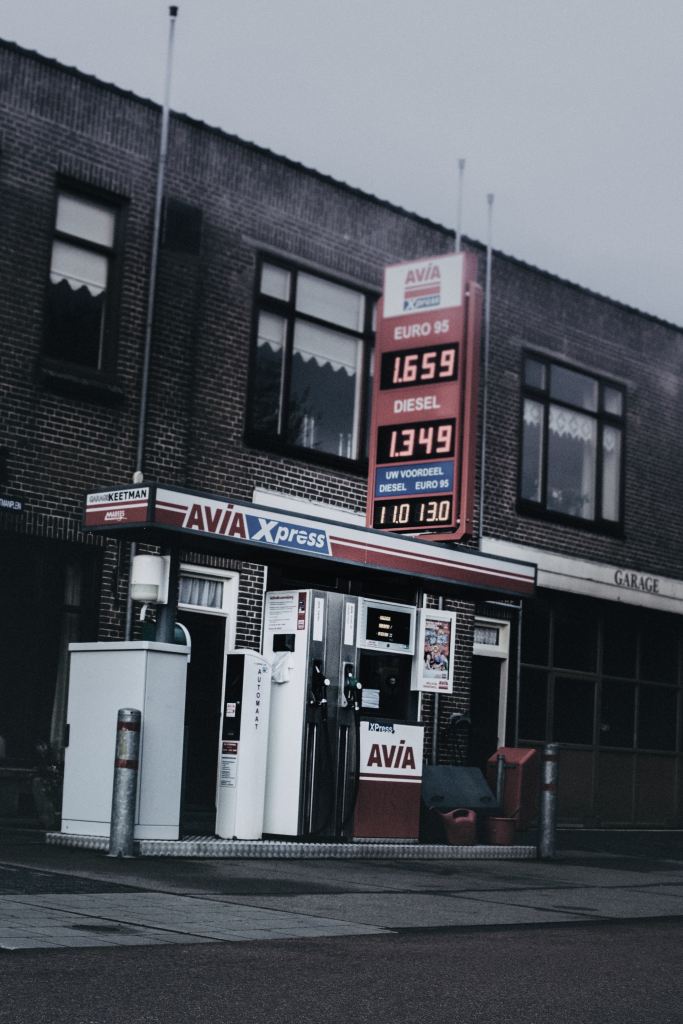 AVIA
Xpress
EURO 95
1.659
DIESEL
1.349
UW VOORDEEL
DIESEL EURO 95
11.0 13.0
GARAGE KEETMAN
MAREES
AVIA Xpress
GARAGE
AUTOMAAT
XPress
AVIA